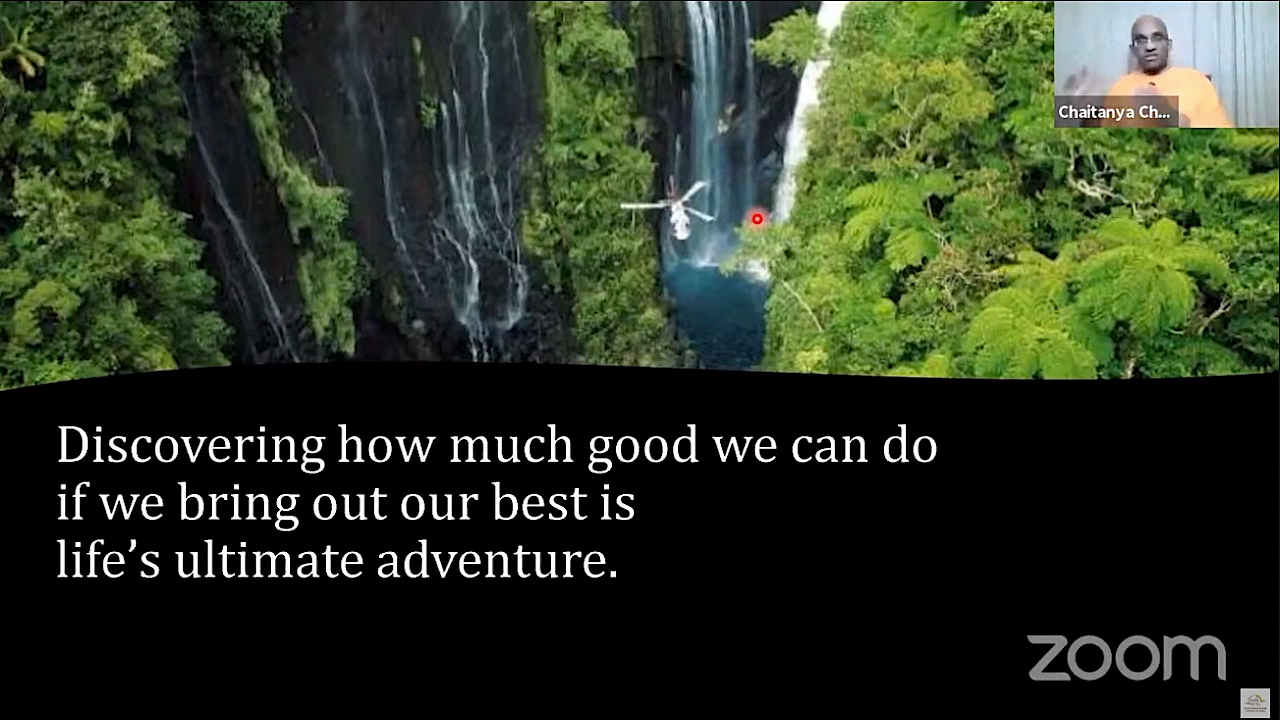 Chaitanya Ch...
Discovering how much good we can do
if we bring out our best is
life’s ultimate adventure.
zoom